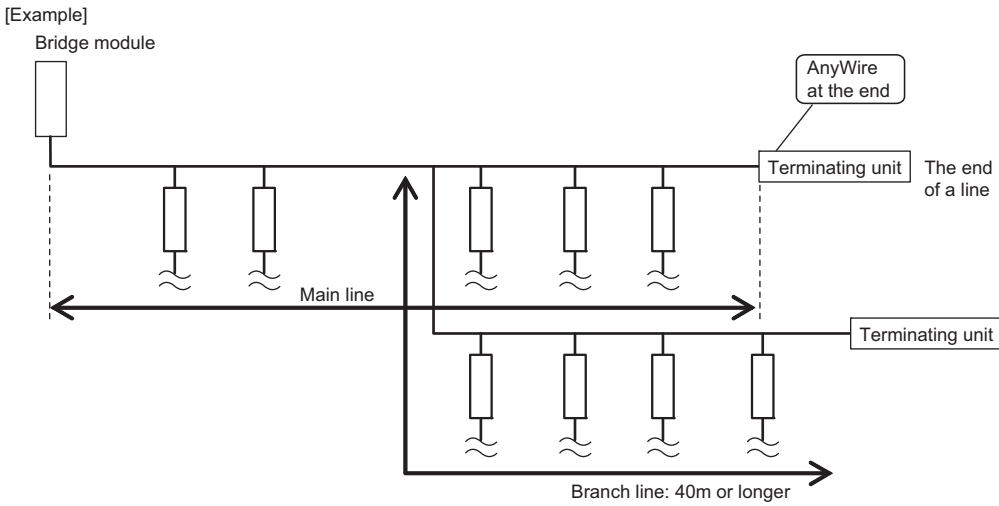 [Example]
Bridge module
AnyWire
at the end
Terminating unit
The end
of a line
Main line
Terminating unit
Branch line: 40m or longer